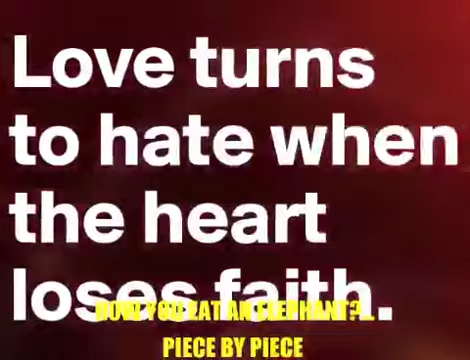 Love turns
to hate when
the heart
loses faith.
HOW YOU EAT AN ELEPHANT?...
PIECE BY PIECE